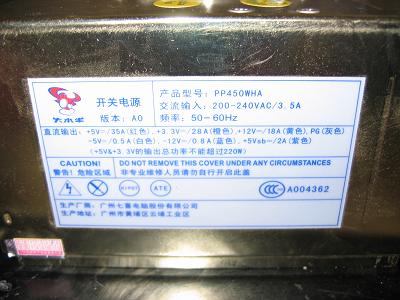 产品型号: PP450WHA
开关电源
交流输入: 200-240VAC/3.5A
大水牛
版本: A0
频率: 50-60Hz
直流输出: +5V⎓/35A(红色), +3.3V⎓/28A(橙色), +12V⎓/18A(黄色), PG(灰色)
-5V⎓/0.5A(白色), -12V⎓/0.8A(蓝色), +5Vsb⎓/2A(紫色)
(+5V&+3.3V的输出总功率不能超过220W)
CAUTION!
DO NOT REMOVE THIS COVER UNDER ANY CIRCUMSTANCES
警告! 危险区域
非专业维修人员请勿自行开启此盖
HIPOT
AE
CCC
A004362
生产厂商: 广州七喜电脑股份有限公司
生产厂址: 广州市黄埔区云埔工业区